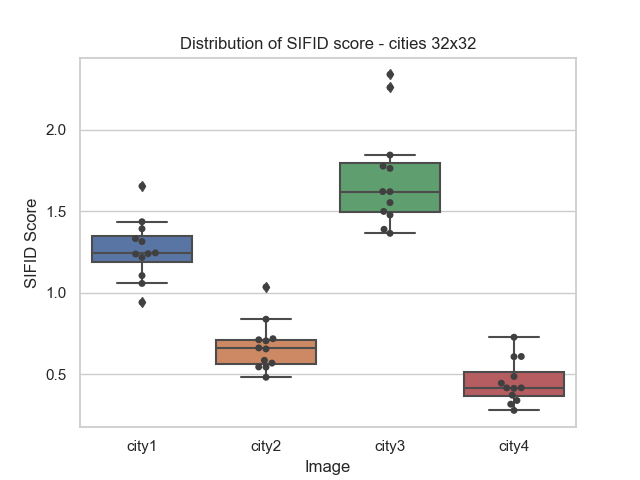 Distribution of SIFID score - cities 32x32
SIFID Score
2.0
1.5
1.0
0.5
city1 city2 city3 city4
Image